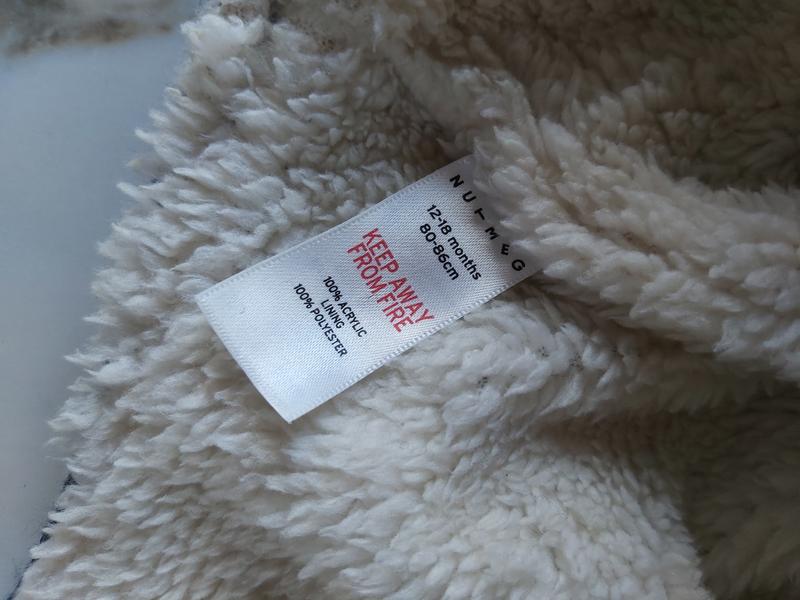 NUTMEG
12-18 months
80-86cm
KEEP AWAY
FROM FIRE
100% ACRYLIC
LINING
100% POLYESTER